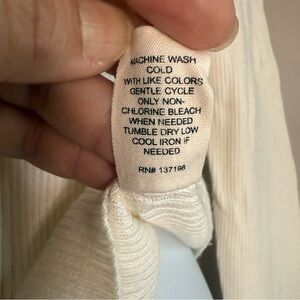 MACHINE WASH
COLD
WITH LIKE COLORS
GENTLE CYCLE
ONLY NON-
CHLORINE BLEACH
WHEN NEEDED
TUMBLE DRY LOW
COOL IRON IF
NEEDED
RN# 137198